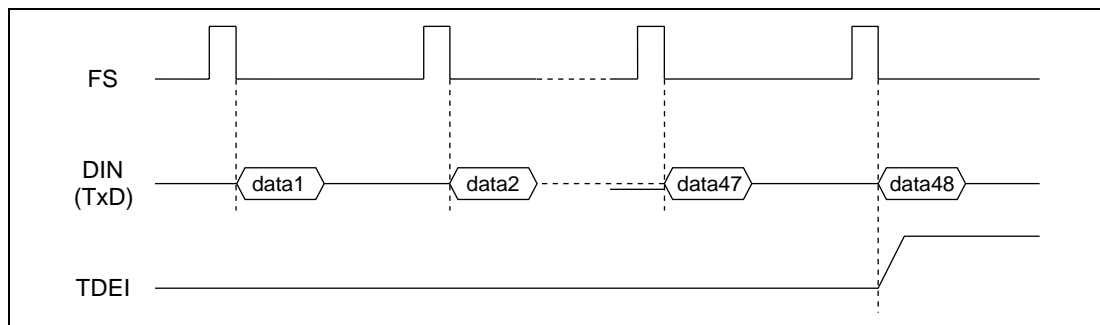 FS
DIN
(TxD)
data1
data2
data47
data48
TDEI